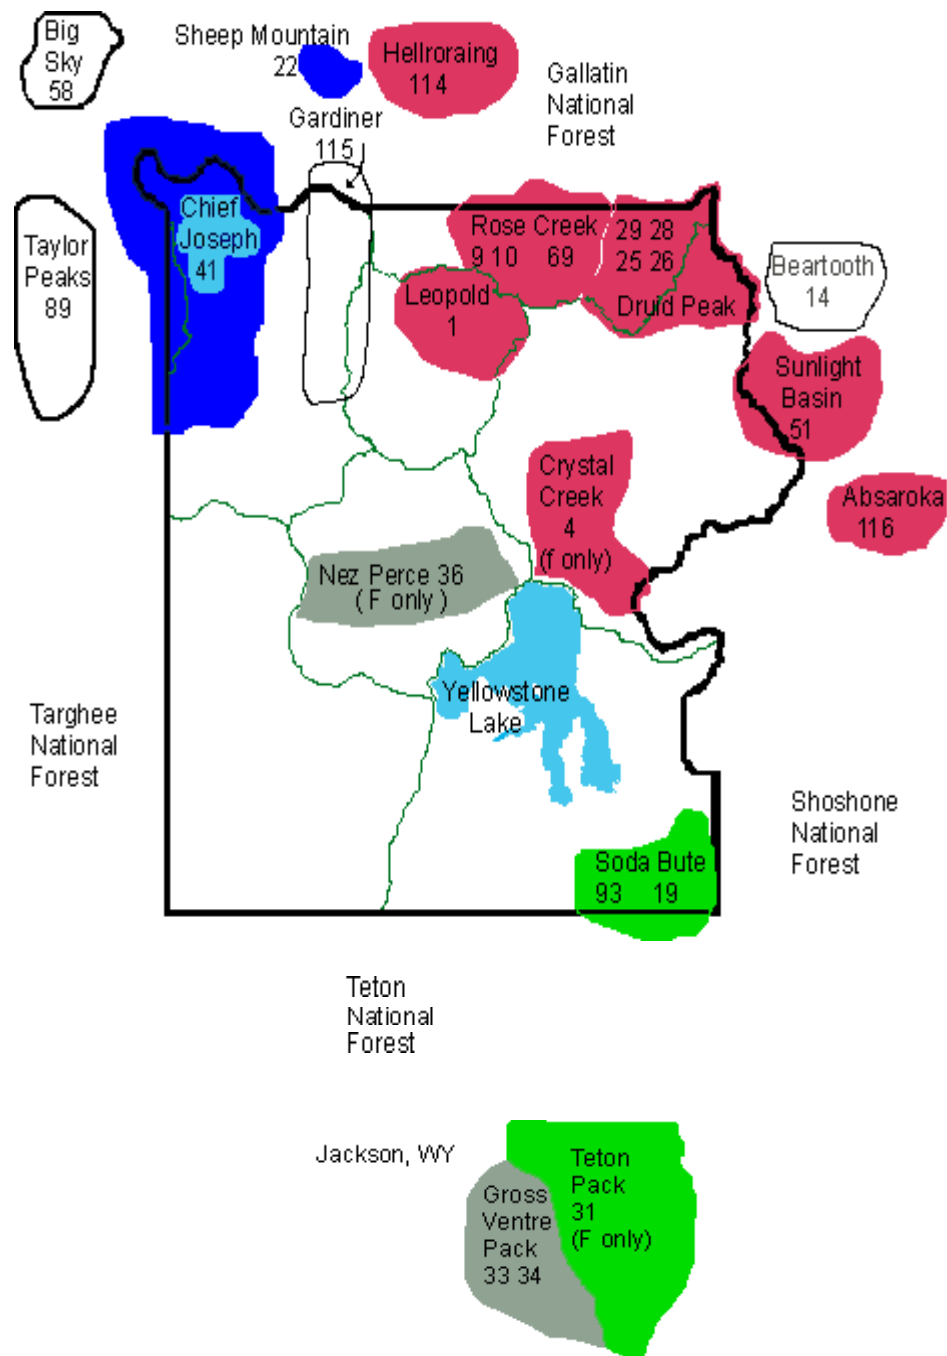 Big
Sky
58
Sheep Mountain
22
Hellroraing
114
Gallatin
National
Forest
Gardiner
115
Chief
Joseph
41
Taylor
Peaks
89
Rose Creek
9 10 69
29 28
25 26
Druid Peak
Leopold
1
Beartooth
14
Sunlight
Basin
51
Crystal
Creek
4
(f only)
Absaroka
116
Nez Perce 36
( F only )
Yellowstone
Lake
Targhee
National
Forest
Shoshone
National
Forest
Soda Bute
93 19
Teton
National
Forest
Jackson, WY
Teton
Pack
31
(F only)
Gross
Ventre
Pack
33 34